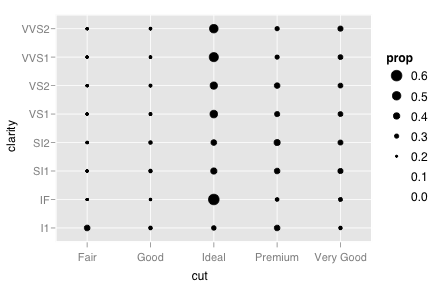 VVS2
VVS1
VS2
VS1
SI2
SI1
IF
I1
clarity
Fair Good Ideal Premium Very Good
cut
prop
0.6
0.5
0.4
0.3
0.2
0.1
0.0